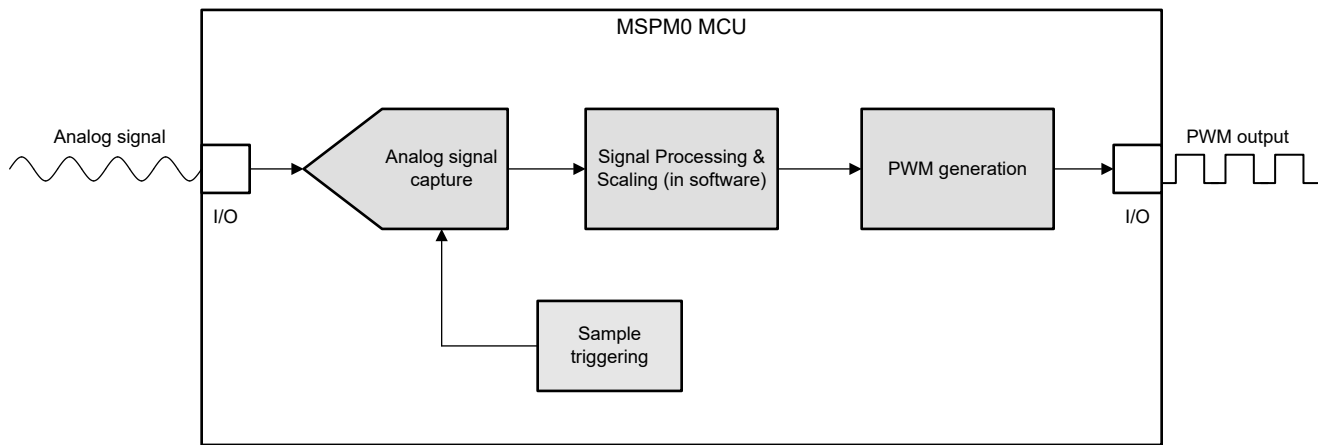 MSPM0 MCU
Analog signal
I/O
Analog signal
capture
Signal Processing &
Scaling (in software)
PWM generation
I/O
PWM output
Sample
triggering